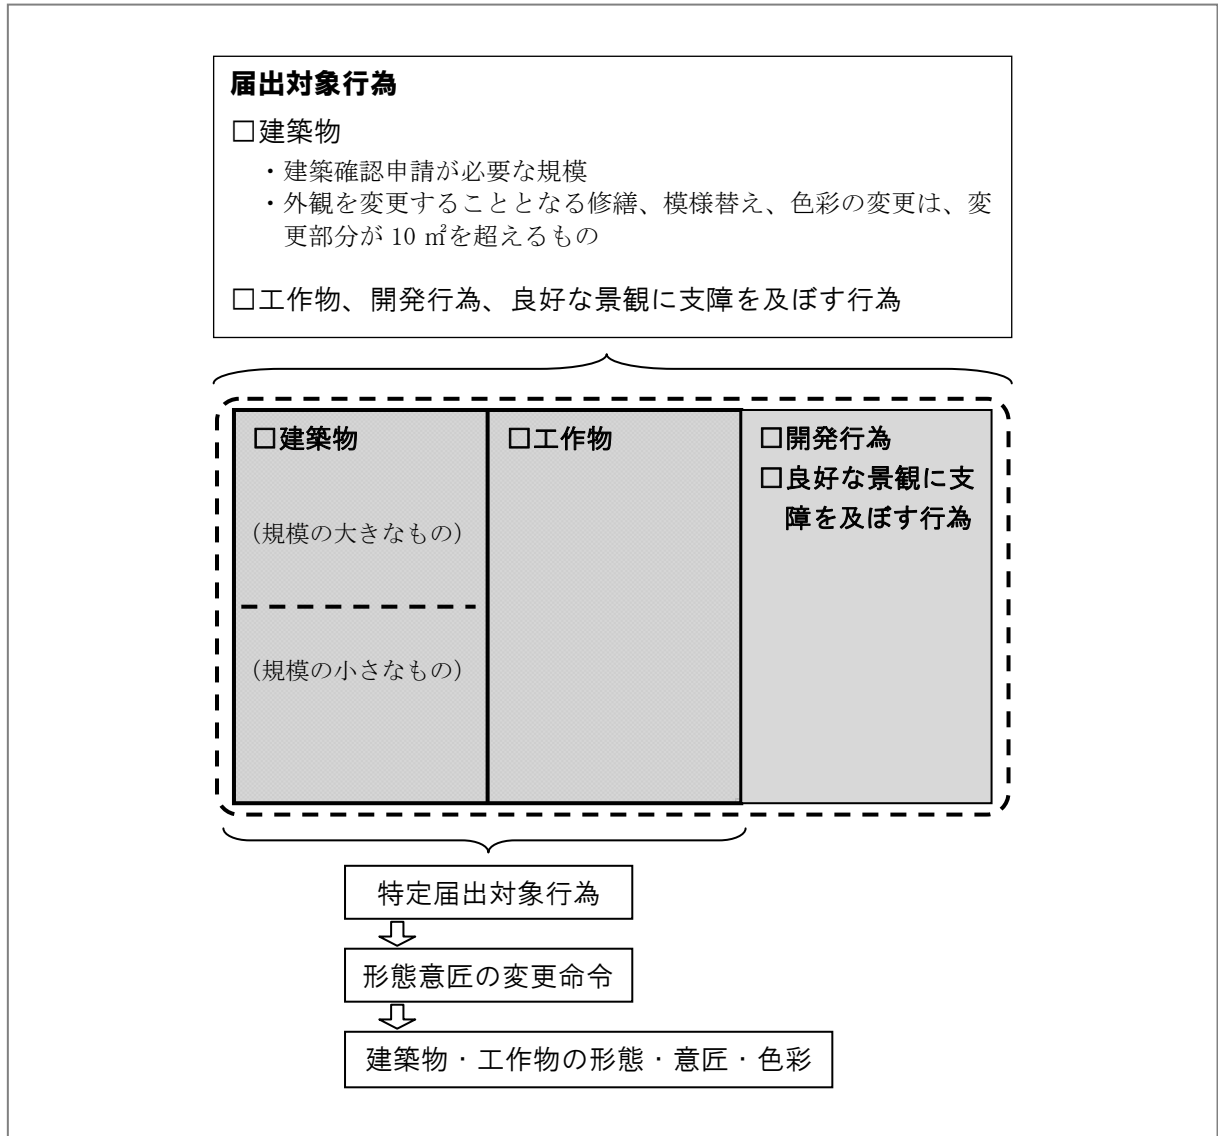 届出対象行為
□建築物
・建築確認申請が必要な規模
・外観を変更することとなる修繕、模様替え、色彩の変更は、変
更部分が 10 ㎡を超えるもの
□工作物、開発行為、良好な景観に支障を及ぼす行為
□建築物
(規模の大きなもの)
(規模の小さなもの)
□工作物
□開発行為
□良好な景観に支
障を及ぼす行為
特定届出対象行為
形態意匠の変更命令
建築物・工作物の形態・意匠・色彩